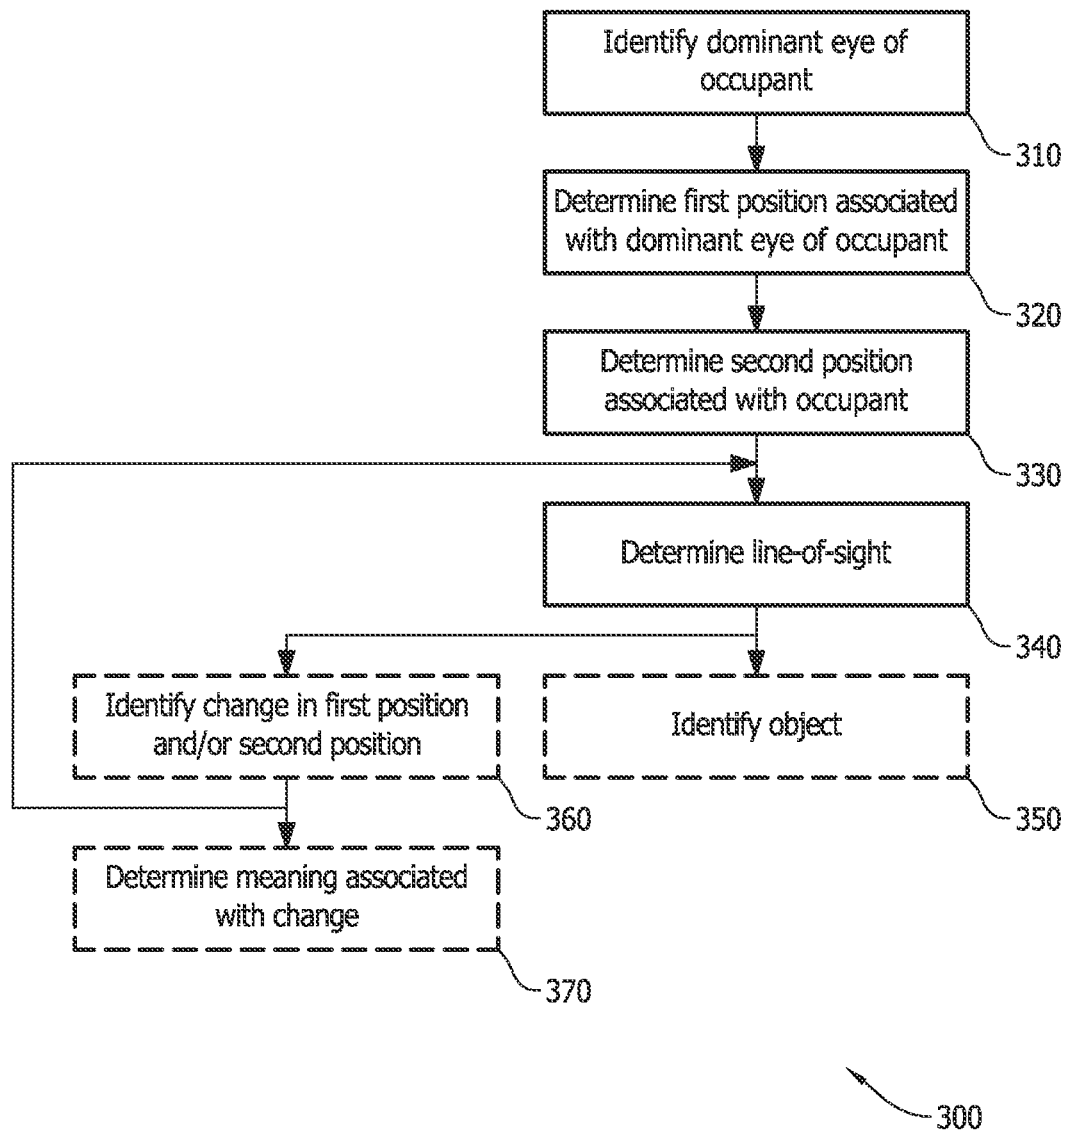 Identify dominant eye of
occupant
310
Determine first position associated
with dominant eye of occupant
320
Determine second position
associated with occupant
330
Determine line-of-sight
340
Identify change in first position
and/or second position
360
Identify object
350
Determine meaning associated
with change
370
300